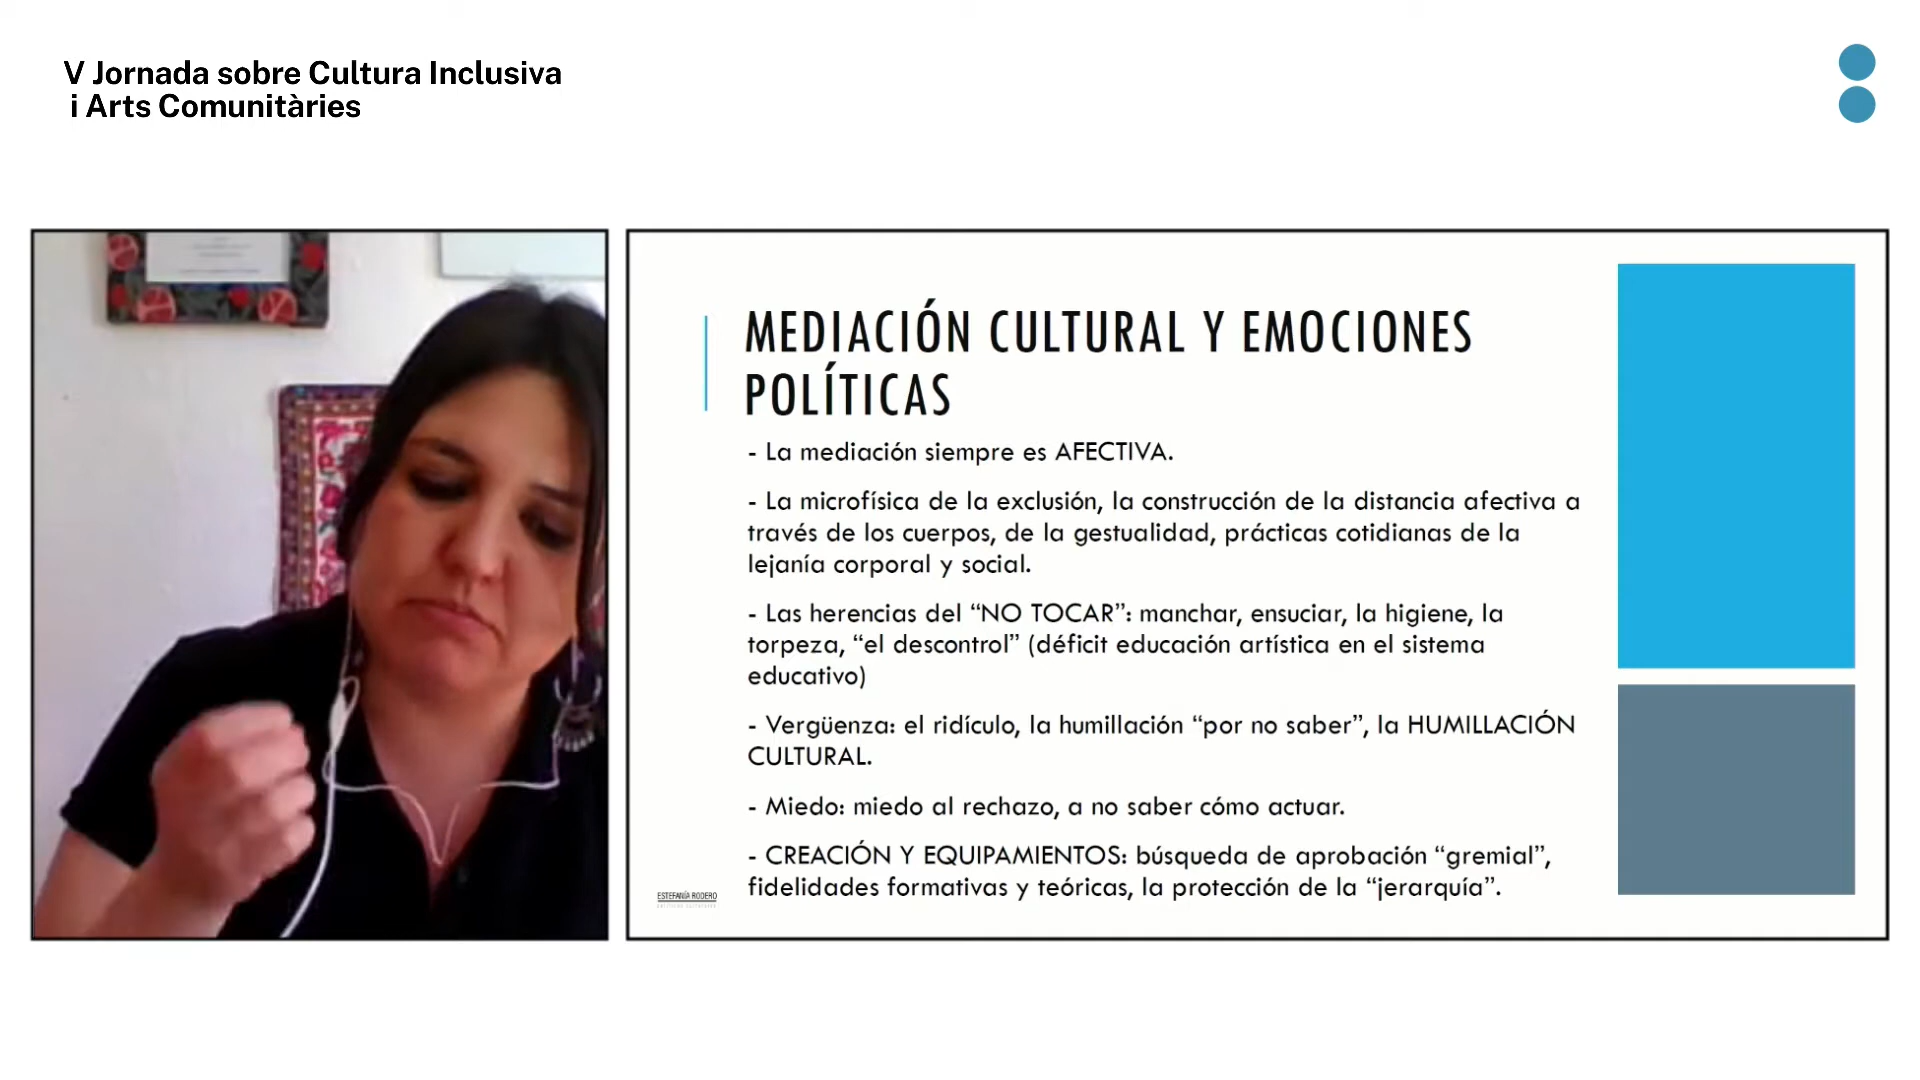 V Jornada sobre Cultura Inclusiva
i Arts Comunitàries
MEDIACIÓN CULTURAL Y EMOCIONES
POLÍTICAS
- La mediación siempre es AFECTIVA.
- La microfísica de la exclusión, la construcción de la distancia afectiva a
través de los cuerpos, de la gestualidad, prácticas cotidianas de la
lejanía corporal y social.
- Las herencias del “NO TOCAR”: manchar, ensuciar, la higiene, la
torpeza, “el descontrol” (déficit educación artística en el sistema
educativo)
- Vergüenza: el ridículo, la humillación “por no saber”, la HUMILLACIÓN
CULTURAL.
- Miedo: miedo al rechazo, a no saber cómo actuar.
- CREACIÓN Y EQUIPAMIENTOS: búsqueda de aprobación “gremial”,
fidelidades formativas y teóricas, la protección de la “jerarquía”.
ESTEFANÍA RODERO